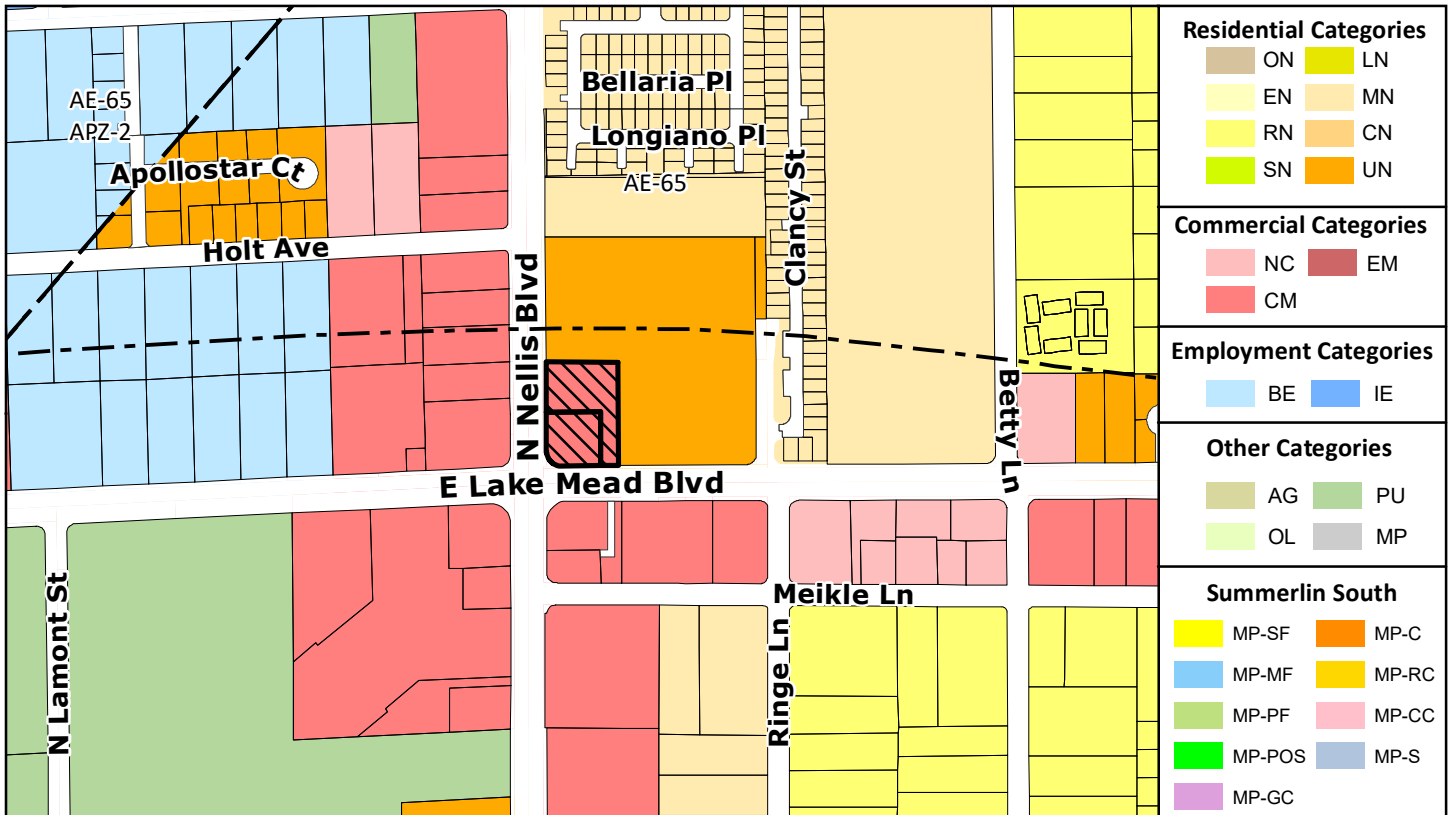 AE-65
APZ-2
Apollostar Ct
Holt Ave
Bellaria Pl
Longiano Pl
AE-65
Clancy St
N Nellis Blvd
Betty Ln
E Lake Mead Blvd
N Lamont St
Meikle Ln
Ringe Ln
Residential Categories
ON LN
EN MN
RN CN
SN UN
Commercial Categories
NC EM
CM
Employment Categories
BE IE
Other Categories
AG PU
OL MP
Summerlin South
MP-SF MP-C
MP-MF MP-RC
MP-PF MP-CC
MP-POS MP-S
MP-GC